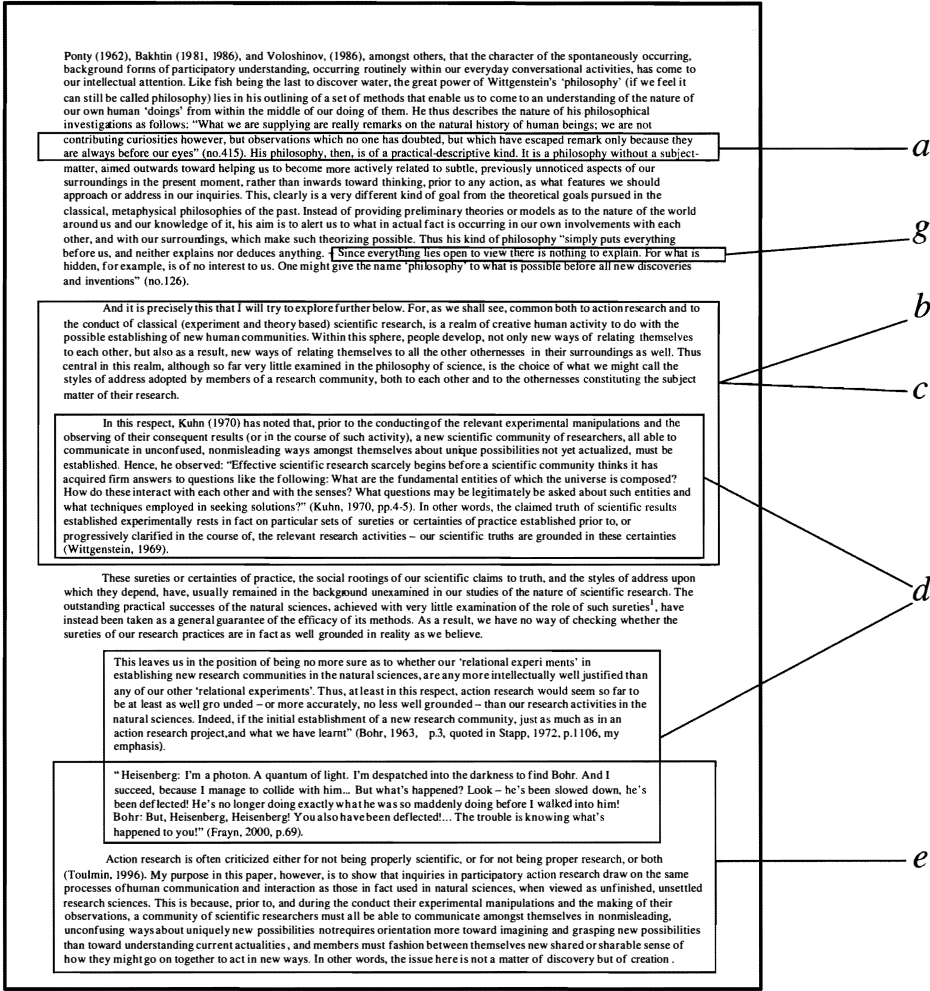 Ponty (1962), Bakhtin (1981, 1986), and Voloshinov, (1986), amongst others, that the character of the spontaneously occurring,
background forms of participatory understanding, occurring routinely within our everyday conversational activities, has come to
our intellectual attention. Like fish being the last to discover water, the great power of Wittgenstein's 'philosophy' (if we feel it
can still be called philosophy) lies in his outlining of a set of methods that enable us to come to an understanding of the nature of
our own human 'doings' from within the middle of our doing of them. He thus describes the nature of his philosophical
investigations as follows: "What we are supplying are really remarks on the natural history of human beings; we are not
contributing curiosities however, but observations which no one has doubted, but which have escaped remark only because they
are always before our eyes" (no.415). His philosophy, then, is of a practical-descriptive kind. It is a philosophy without a subject-
a
matter, aimed outwards toward helping us to become more actively related to subtle, previously unnoticed aspects of our
surroundings in the present moment, rather than inwards toward thinking, prior to any action, as what features we should
approach or address in our inquiries. This, clearly is a very different kind of goal from the theoretical goals pursued in the
classical, metaphysical philosophies of the past. Instead of providing preliminary theories or models as to the nature of the world
around us and our knowledge of it, his aim is to alert us to what in actual fact is occurring in our own involvements with each
other, and with our surroundings, which make such theorizing possible. Thus his kind of philosophy "simply puts everything
g
before us, and neither explains nor deduces anything. - Since everything lies open to view there is nothing to explain. For what is
hidden, for example, is of no interest to us. One might give the name 'philosophy' to what is possible before all new discoveries
and inventions" (no.126).
And it is precisely this that I will try to explore further below. For, as we shall see, common both to action research and to
b
the conduct of classical (experiment and theory based) scientific research, is a realm of creative human activity to do with the
possible establishing of new human communities. Within this sphere, people develop, not only new ways of relating themselves
to each other, but also as a result, new ways of relating themselves to all the other othernesses in their surroundings as well. Thus
central in this realm, although so far very little examined in the philosophy of science, is the choice of what we might call the
styles of address adopted by members of a research community, both to each other and to the othernesses constituting the subject
c
matter of their research.
In this respect, Kuhn (1970) has noted that, prior to the conducting of the relevant experimental manipulations and the
observing of their consequent results (or in the course of such activity), a new scientific community of researchers, all able to
communicate in unconfused, nonmisleading ways amongst themselves about unique possibilities not yet actualized, must be
established. Hence, he observed: "Effective scientific research scarcely begins before a scientific community thinks it has
acquired firm answers to questions like the following: What are the fundamental entities of which the universe is composed?
How do these interact with each other and with the senses? What questions may be legitimately be asked about such entities and
what techniques employed in seeking solutions?" (Kuhn, 1970, pp.4-5). In other words, the claimed truth of scientific results
established experimentally rests in fact on particular sets of sureties or certainties of practice established prior to, or
progressively clarified in the course of, the relevant research activities – our scientific truths are grounded in these certainties
(Wittgenstein, 1969).
These sureties or certainties of practice, the social rootings of our scientific claims to truth, and the styles of address upon
which they depend, have, usually remained in the background unexamined in our studies of the nature of scientific research. The
d
outstanding practical successes of the natural sciences, achieved with very little examination of the role of such sureties1, have
instead been taken as a general guarantee of the efficacy of its methods. As a result, we have no way of checking whether the
sureties of our research practices are in fact as well grounded in reality as we believe.
This leaves us in the position of being no more sure as to whether our 'relational experi ments' in
establishing new research communities in the natural sciences, are any more intellectually well justified than
any of our other 'relational experiments'. Thus, at least in this respect, action research would seem so far to
be at least as well gro unded – or more accurately, no less well grounded – than our research activities in the
natural sciences. Indeed, if the initial establishment of a new research community, just as much as in an
action research project,and what we have learnt" (Bohr, 1963, p.3, quoted in Stapp, 1972, p.1106, my
emphasis).
"Heisenberg: I'm a photon. A quantum of light. I'm despatched into the darkness to find Bohr. And I
succeed, because I manage to collide with him... But what's happened? Look – he's been slowed down, he's
been deflected! He's no longer doing exactly what he was so maddenly doing before I walked into him!
Bohr: But, Heisenberg, Heisenberg! You also have been deflected!... The trouble is knowing what's
happened to you!" (Frayn, 2000, p.69).
Action research is often criticized either for not being properly scientific, or for not being proper research, or both
e
(Toulmin, 1996). My purpose in this paper, however, is to show that inquiries in participatory action research draw on the same
processes of human communication and interaction as those in fact used in natural sciences, when viewed as unfinished, unsettled
research sciences. This is because, prior to, and during the conduct their experimental manipulations and the making of their
observations, a community of scientific researchers must all be able to communicate amongst themselves in nonmisleading,
unconfusing ways about uniquely new possibilities notrequires orientation more toward imagining and grasping new possibilities
than toward understanding current actualities, and members must fashion between themselves new shared or sharable sense of
how they might go on together to act in new ways. In other words, the issue here is not a matter of discovery but of creation .